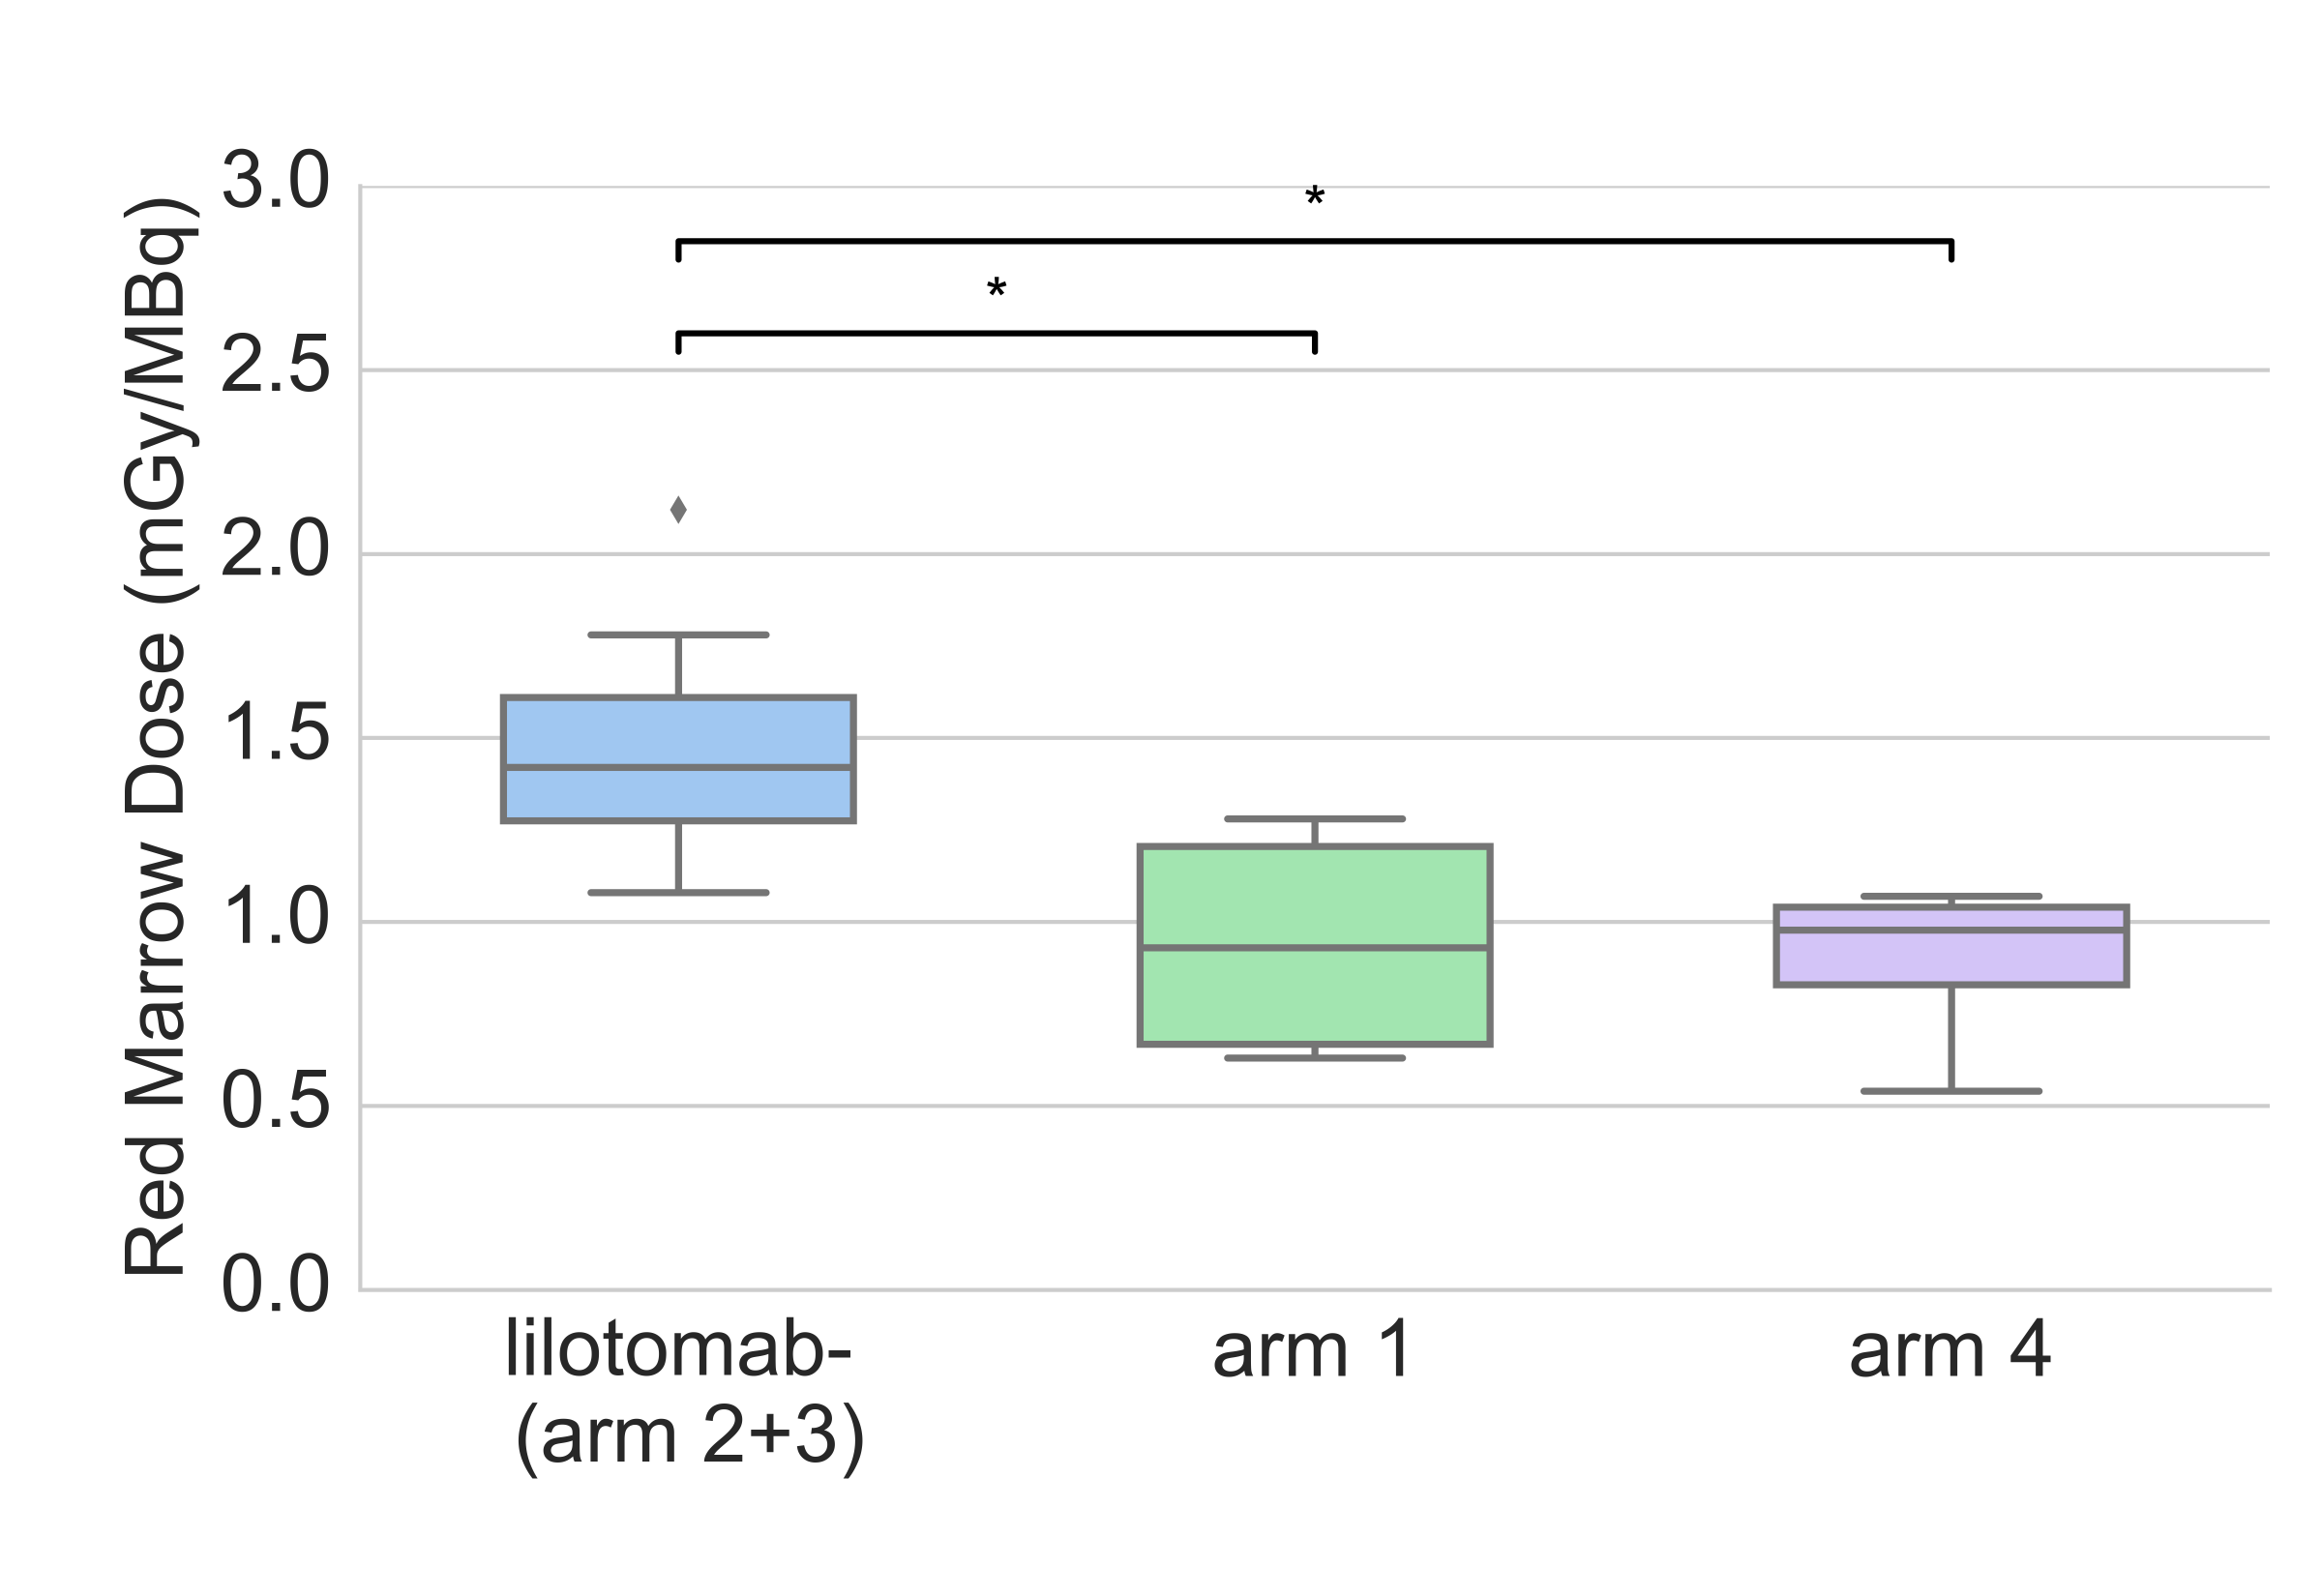 Red Marrow Dose (mGy/MBq)
3.0
2.5
2.0
1.5
1.0
0.5
0.0
*
*
lilotomab-
(arm 2+3)
arm 1
arm 4